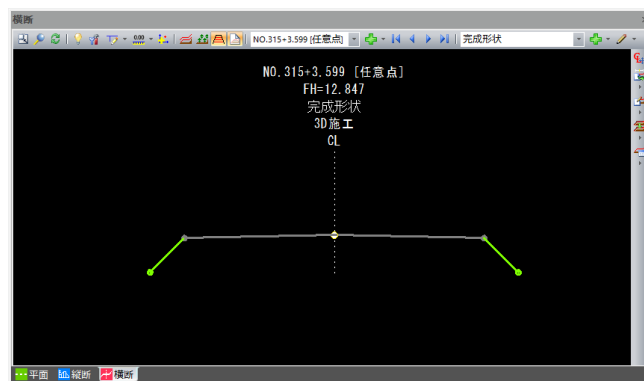 横断
0.00
NO.315+3.599 [任意点]
完成形状
NO.315+3.599 [任意点]
FH=12.847
完成形状
3D施工
CL
平面
縦断
横断